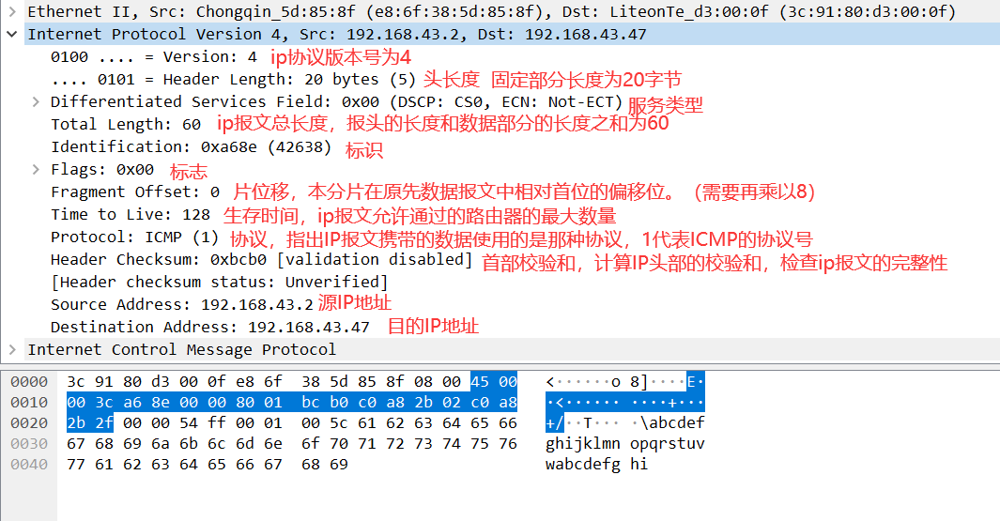 Ethernet II, Src: Chongqin_5d:85:8f (e8:6f:38:5d:85:8f), Dst: LiteonTe_d3:00:0f (3c:91:80:d3:00:0f)
Internet Protocol Version 4, Src: 192.168.43.2, Dst: 192.168.43.47
0100 .... = Version: 4 ip协议版本号为4
.... 0101 = Header Length: 20 bytes (5) 头长度 固定部分长度为20字节
Differentiated Services Field: 0x00 (DSCP: CS0, ECN: Not-ECT) 服务类型
Total Length: 60 ip报文总长度，报头的长度和数据部分的长度之和为60
Identification: 0xa68e (42638) 标识
Flags: 0x00 标志
Fragment Offset: 0 片位移，本分片在原先数据报文中相对首位的偏移位。（需要再乘以8）
Time to Live: 128 生存时间，ip报文允许通过的路由器的最大数量
Protocol: ICMP (1) 协议，指出IP报文携带的数据使用的是那种协议，1代表ICMP的协议号
Header Checksum: 0xbcb0 [validation disabled] 首部校验和，计算IP头部的校验和，检查ip报文的完整性
[Header checksum status: Unverified]
Source Address: 192.168.43.2 源IP地址
Destination Address: 192.168.43.47 目的IP地址
Internet Control Message Protocol
0000 3c 91 80 d3 00 0f e8 6f 38 5d 85 8f 08 00 45 00 <······o 8]····E·
0010 00 3c a6 8e 00 00 80 01 bc b0 c0 a8 2b 02 c0 a8 ·<······ ····+···
0020 2b 2f 00 00 54 ff 00 01 00 5c 61 62 63 64 65 66 +/··T··· ·\abcdef
0030 67 68 69 6a 6b 6c 6d 6e 6f 70 71 72 73 74 75 76 ghijklmn opqrstuv
0040 77 61 62 63 64 65 66 67 68 69 wabcdefg hi